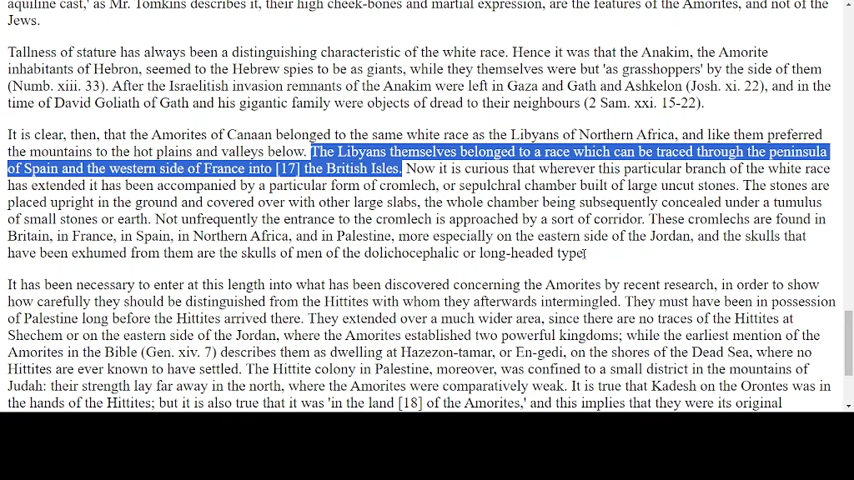 aquiline cast,' as Mr. Tomkins describes it, their high cheek-bones and martial expression, are the features of the Amorites, and not of the
Jews.
Tallness of stature has always been a distinguishing characteristic of the white race. Hence it was that the Anakim, the Amorite
inhabitants of Hebron, seemed to the Hebrew spies to be as giants, while they themselves were but 'as grasshoppers' by the side of them
(Numb. xiii. 33). After the Israelitish invasion remnants of the Anakim were left in Gaza and Gath and Ashkelon (Josh. xi. 22), and in the
time of David Goliath of Gath and his gigantic family were objects of dread to their neighbours (2 Sam. xxi. 15-22).
It is clear, then, that the Amorites of Canaan belonged to the same white race as the Libyans of Northern Africa, and like them preferred
the mountains to the hot plains and valleys below. The Libyans themselves belonged to a race which can be traced through the peninsula
of Spain and the western side of France into [17] the British Isles. Now it is curious that wherever this particular branch of the white race
has extended it has been accompanied by a particular form of cromlech, or sepulchral chamber built of large uncut stones. The stones are
placed upright in the ground and covered over with other large slabs, the whole chamber being subsequently concealed under a tumulus
of small stones or earth. Not unfrequently the entrance to the cromlech is approached by a sort of corridor. These cromlechs are found in
Britain, in France, in Spain, in Northern Africa, and in Palestine, more especially on the eastern side of the Jordan, and the skulls that
have been exhumed from them are the skulls of men of the dolichocephalic or long-headed type.
It has been necessary to enter at this length into what has been discovered concerning the Amorites by recent research, in order to show
how carefully they should be distinguished from the Hittites with whom they afterwards intermingled. They must have been in possession
of Palestine long before the Hittites arrived there. They extended over a much wider area, since there are no traces of the Hittites at
Shechem or on the eastern side of the Jordan, where the Amorites established two powerful kingdoms; while the earliest mention of the
Amorites in the Bible (Gen. xiv. 7) describes them as dwelling at Hazezon-tamar, or En-gedi, on the shores of the Dead Sea, where no
Hittites are ever known to have settled. The Hittite colony in Palestine, moreover, was confined to a small district in the mountains of
Judah: their strength lay far away in the north, where the Amorites were comparatively weak. It is true that Kadesh on the Orontes was in
the hands of the Hittites; but it is also true that it was 'in the land [18] of the Amorites,' and this implies that they were its original